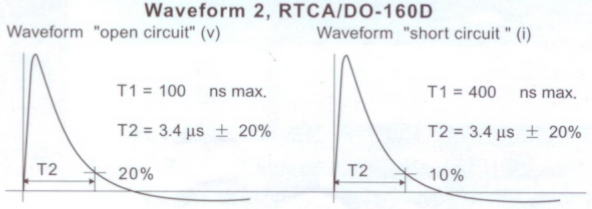 Waveform 2, RTCA/DO-160D
Waveform "open circuit" (v)
T1 = 100 ns max.
T2 = 3.4 µs ± 20%
T2
20%
Waveform "short circuit " (i)
T1 = 400 ns max.
T2 = 3.4 µs ± 20%
T2
10%